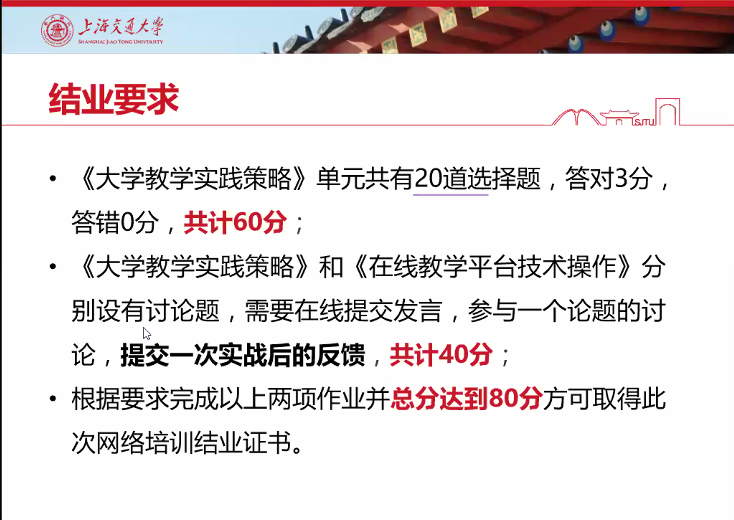 上海交通大学
SHANGHAI JIAO TONG UNIVERSITY
结业要求
• 《大学教学实践策略》单元共有20道选择题，答对3分，
答错0分，共计60分；
• 《大学教学实践策略》和《在线教学平台技术操作》分
别设有讨论题，需要在线提交发言，参与一个论题的讨
论，提交一次实战后的反馈，共计40分；
• 根据要求完成以上两项作业并总分达到80分方可取得此
次网络培训结业证书。